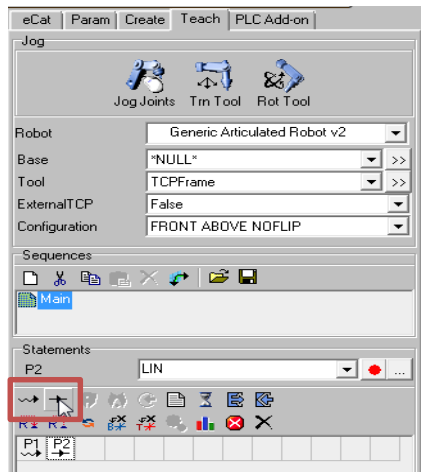 eCat Param Create Teach PLC Add-on
Jog
Jog Joints Trn Tool Rot Tool
Robot Generic Articulated Robot v2
Base *NULL* >>
Tool TCPFrame >>
ExternalTCP False
Configuration FRONT ABOVE NOFLIP
Sequences
Main
Statements
P2 LIN ...
P1 P2